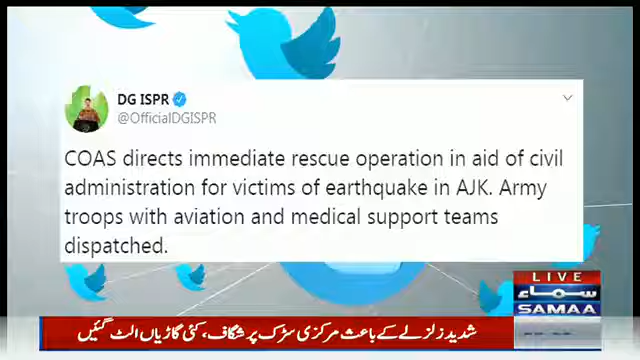 DG ISPR
@OfficialDGISPR
COAS directs immediate rescue operation in aid of civil
administration for victims of earthquake in AJK. Army
troops with aviation and medical support teams
dispatched.
LIVE
سماء
SAMAA
شدید زلزلے کے باعث مرکزی سڑک پر شگاف، کئی گاڑیاں الٹ گئیں